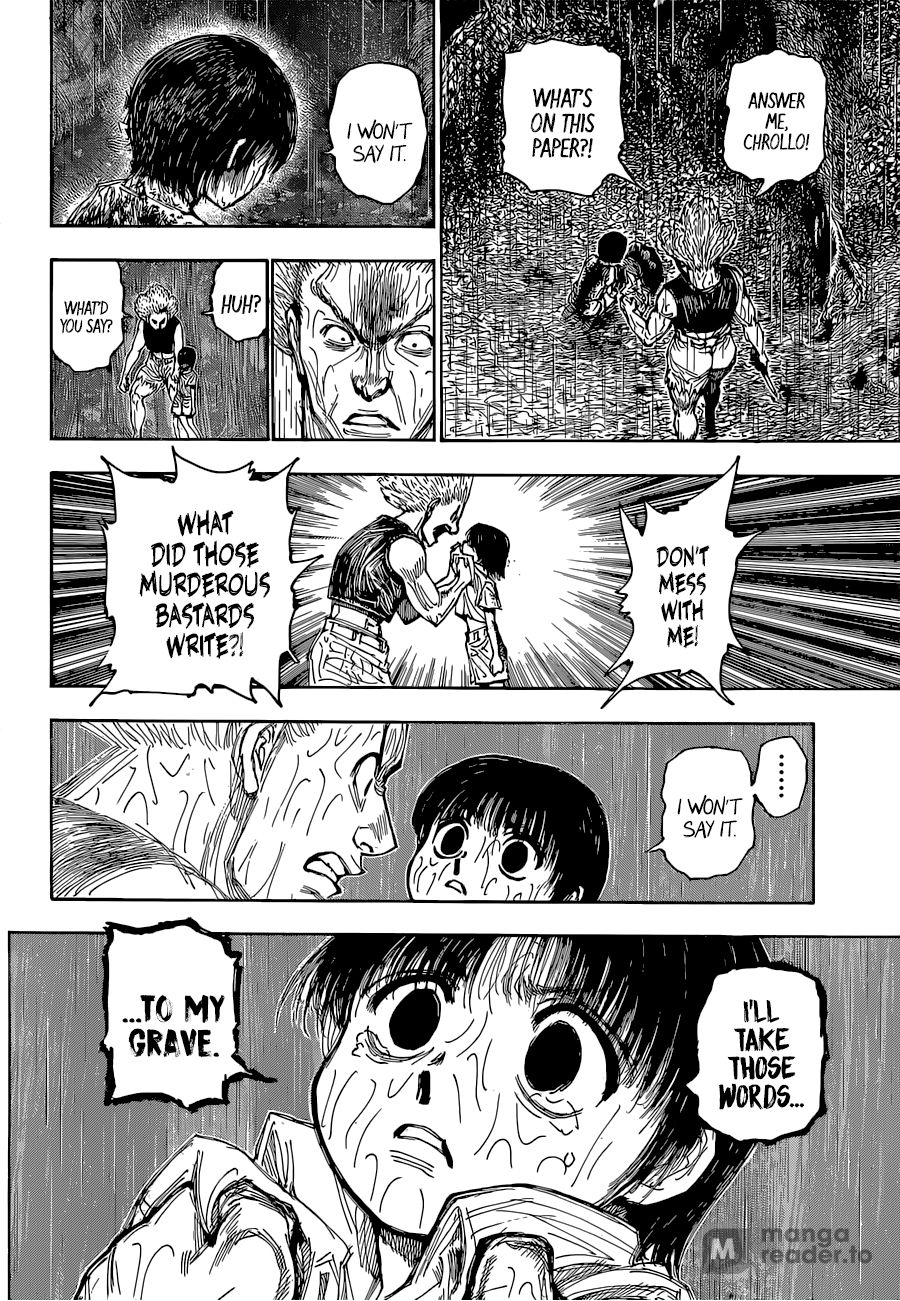 ANSWER
ME,
CHROLLO!
WHAT'S
ON THIS
PAPER?!
I WON'T
SAY IT.
HUH?
WHAT'D
YOU SAY?
DON'T
MESS
WITH
ME!
WHAT
DID THOSE
MURDEROUS
BASTARDS
WRITE?!
......
I WON'T
SAY IT.
I'LL
TAKE
THOSE
WORDS...
...TO MY
GRAVE.
M manga
reader.to